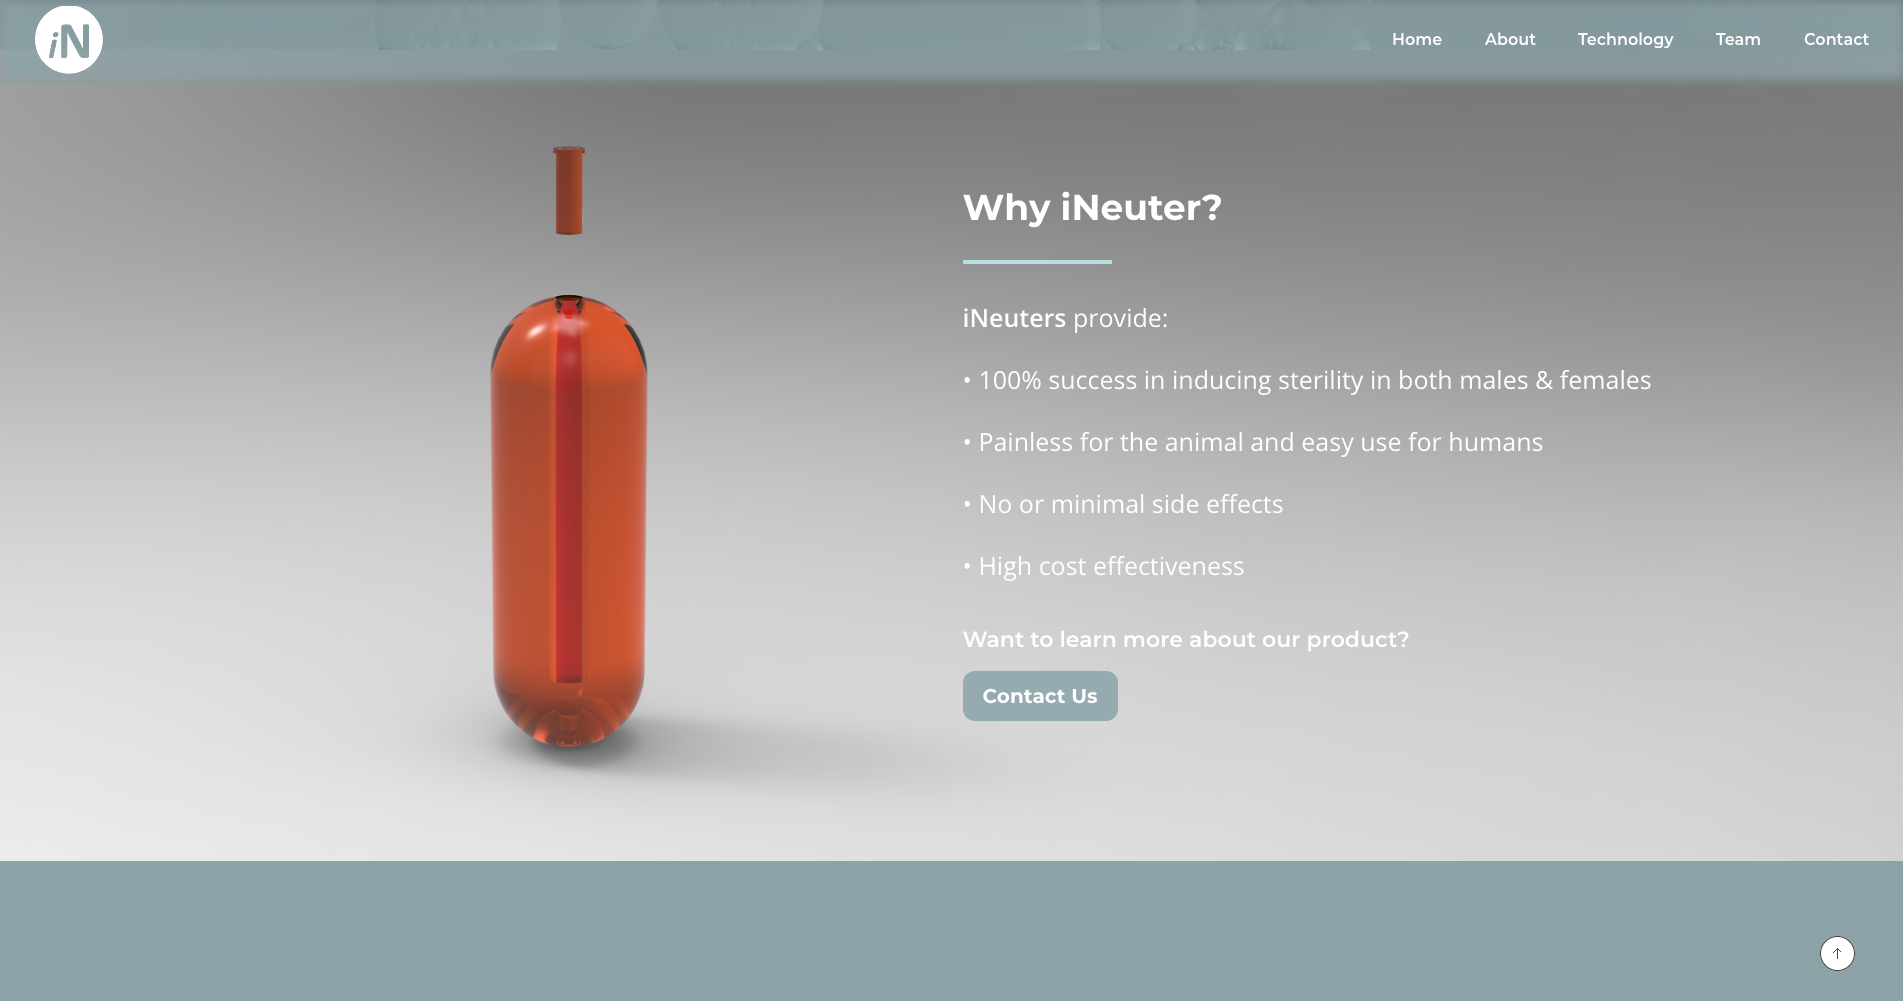 iN
Home About Technology Team Contact
Why iNeuter?
iNeuters provide:
• 100% success in inducing sterility in both males & females
• Painless for the animal and easy use for humans
• No or minimal side effects
• High cost effectiveness
Want to learn more about our product?
Contact Us